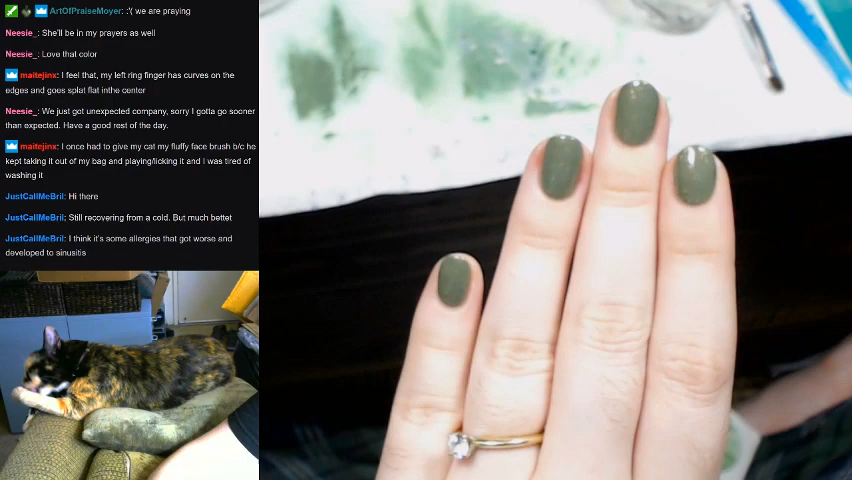 ArtOfPraiseMoyer: :'( we are praying
Neesie_: She'll be in my prayers as well
Neesie_: Love that color
maitejinx: I feel that, my left ring finger has curves on the
edges and goes splat flat inthe center
Neesie_: We just got unexpected company, sorry I gotta go sooner
than expected. Have a good rest of the day.
maitejinx: I once had to give my cat my fluffy face brush b/c he
kept taking it out of my bag and playing/licking it and I was tired of
washing it
JustCallMeBril: Hi there
JustCallMeBril: Still recovering from a cold. But much bettet
JustCallMeBril: I think it's some allergies that got worse and
developed to sinusitis